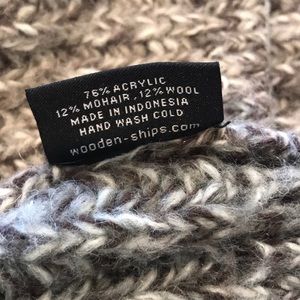 76% ACRYLIC
12% MOHAIR, 12% WOOL
MADE IN INDONESIA
HAND WASH COLD
wooden-ships.com